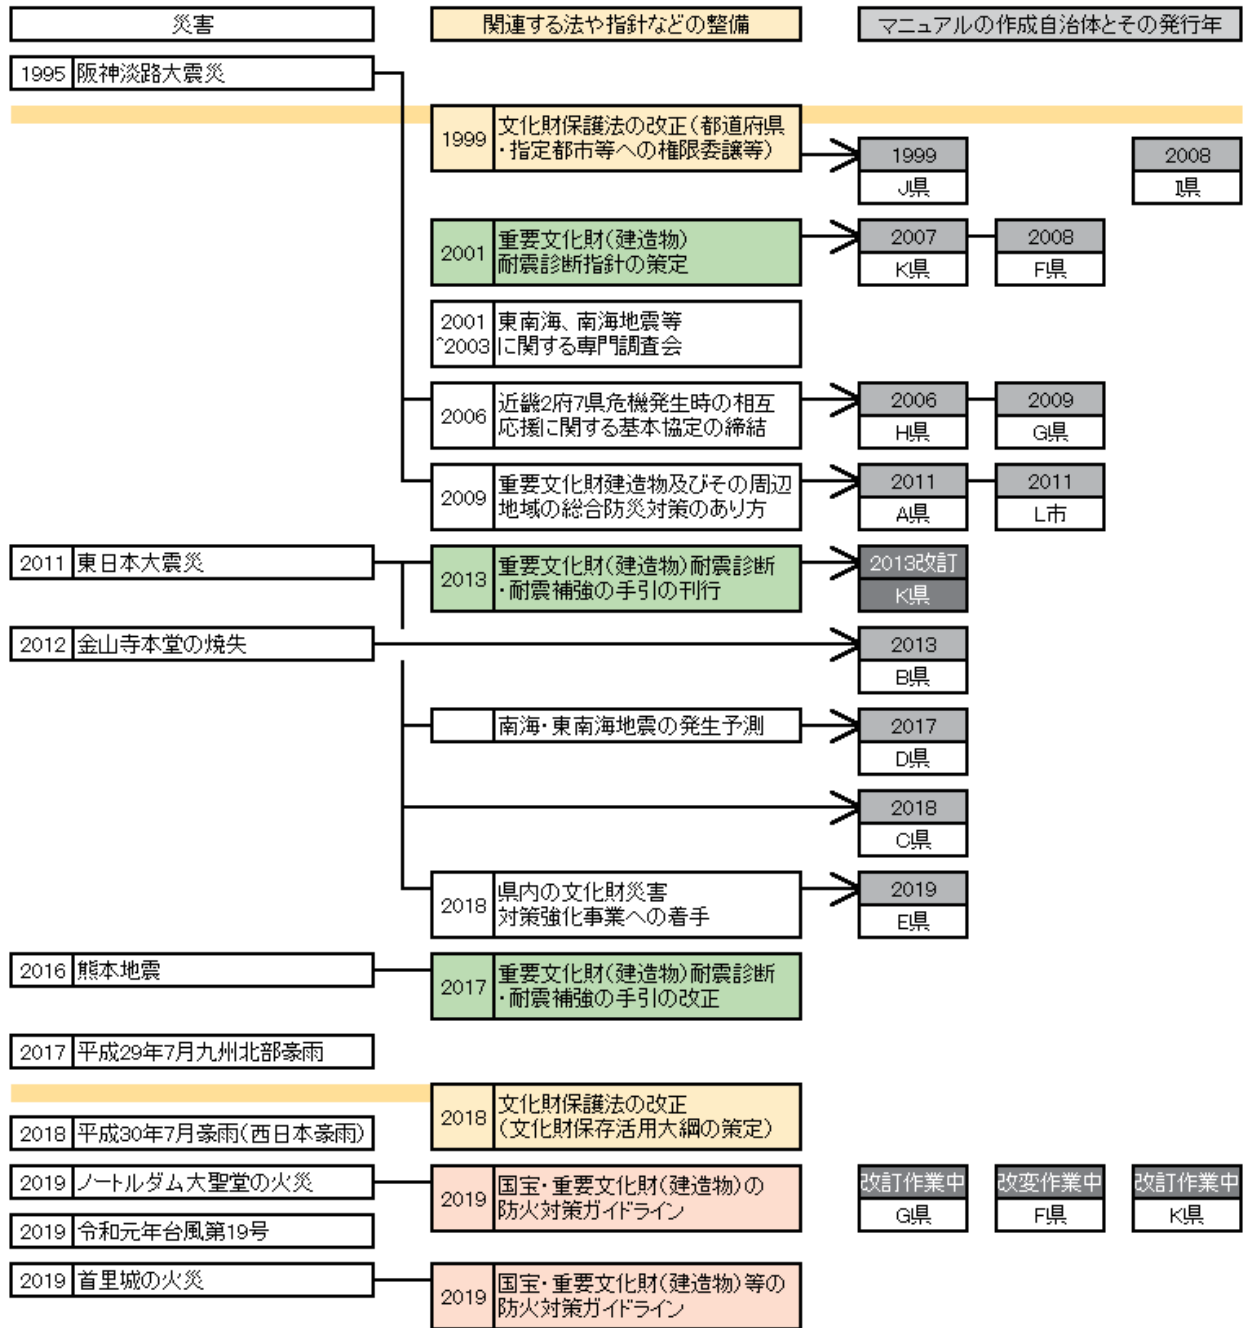 災害
関連する法や指針などの整備
マニュアルの作成自治体とその発行年
1995 阪神淡路大震災
1999 文化財保護法の改正(都道府県
・指定都市等への権限委譲等)
1999
J県
2008
I県
2001 重要文化財(建造物)
耐震診断指針の策定
2007
K県
2008
F県
2001
~2003
東南海、南海地震等
に関する専門調査会
2006 近畿2府7県危機発生時の相互
応援に関する基本協定の締結
2006
H県
2009
G県
2009 重要文化財建造物及びその周辺
地域の総合防災対策のあり方
2011
A県
2011
L市
2011 東日本大震災
2013 重要文化財(建造物)耐震診断
・耐震補強の手引の刊行
2013改訂
K県
2012 金山寺本堂の焼失
2013
B県
南海・東南海地震の発生予測
2017
D県
2018
C県
2018 県内の文化財災害
対策強化事業への着手
2019
E県
2016 熊本地震
2017 重要文化財(建造物)耐震診断
・耐震補強の手引の改正
2017 平成29年7月九州北部豪雨
2018 文化財保護法の改正
(文化財保存活用大綱の策定)
2018 平成30年7月豪雨(西日本豪雨)
2019 ノートルダム大聖堂の火災
2019 国宝・重要文化財(建造物)の
防火対策ガイドライン
改訂作業中
G県
改変作業中
F県
改訂作業中
K県
2019 令和元年台風第19号
2019 首里城の火災
2019 国宝・重要文化財(建造物)等の
防火対策ガイドライン